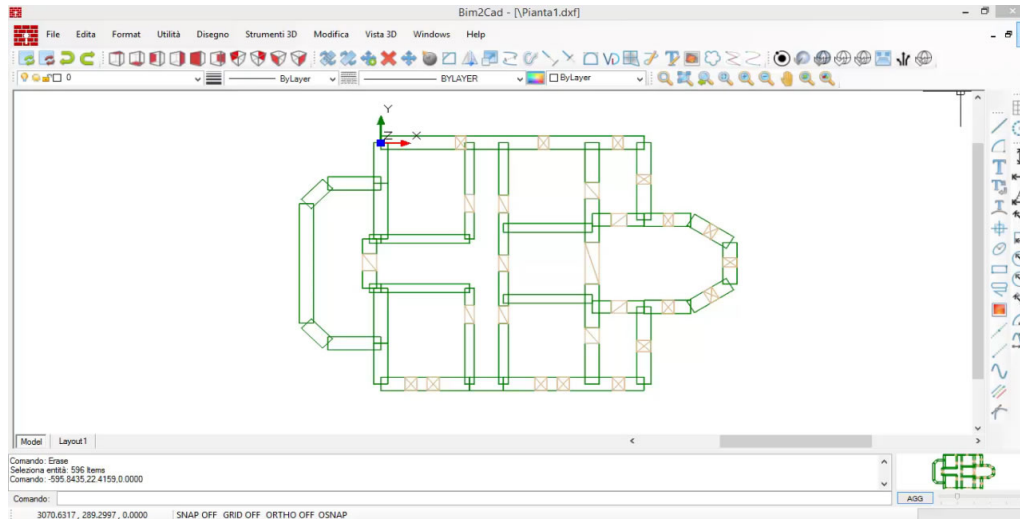 Bim2Cad - [\Pianta1.dxf]
File Edita Format Utilità Disegno Strumenti 3D Modifica Vista 3D Windows Help
0 ByLayer BYLAYER ByLayer
Y
Z X
Model Layout1
Comando: Erase
Seleziona entità: 596 Items
Comando: -595.8435,22.4159,0.0000
AGG
Comando:
3070.6317 , 289.2997 , 0.0000 SNAP OFF GRID OFF ORTHO OFF OSNAP